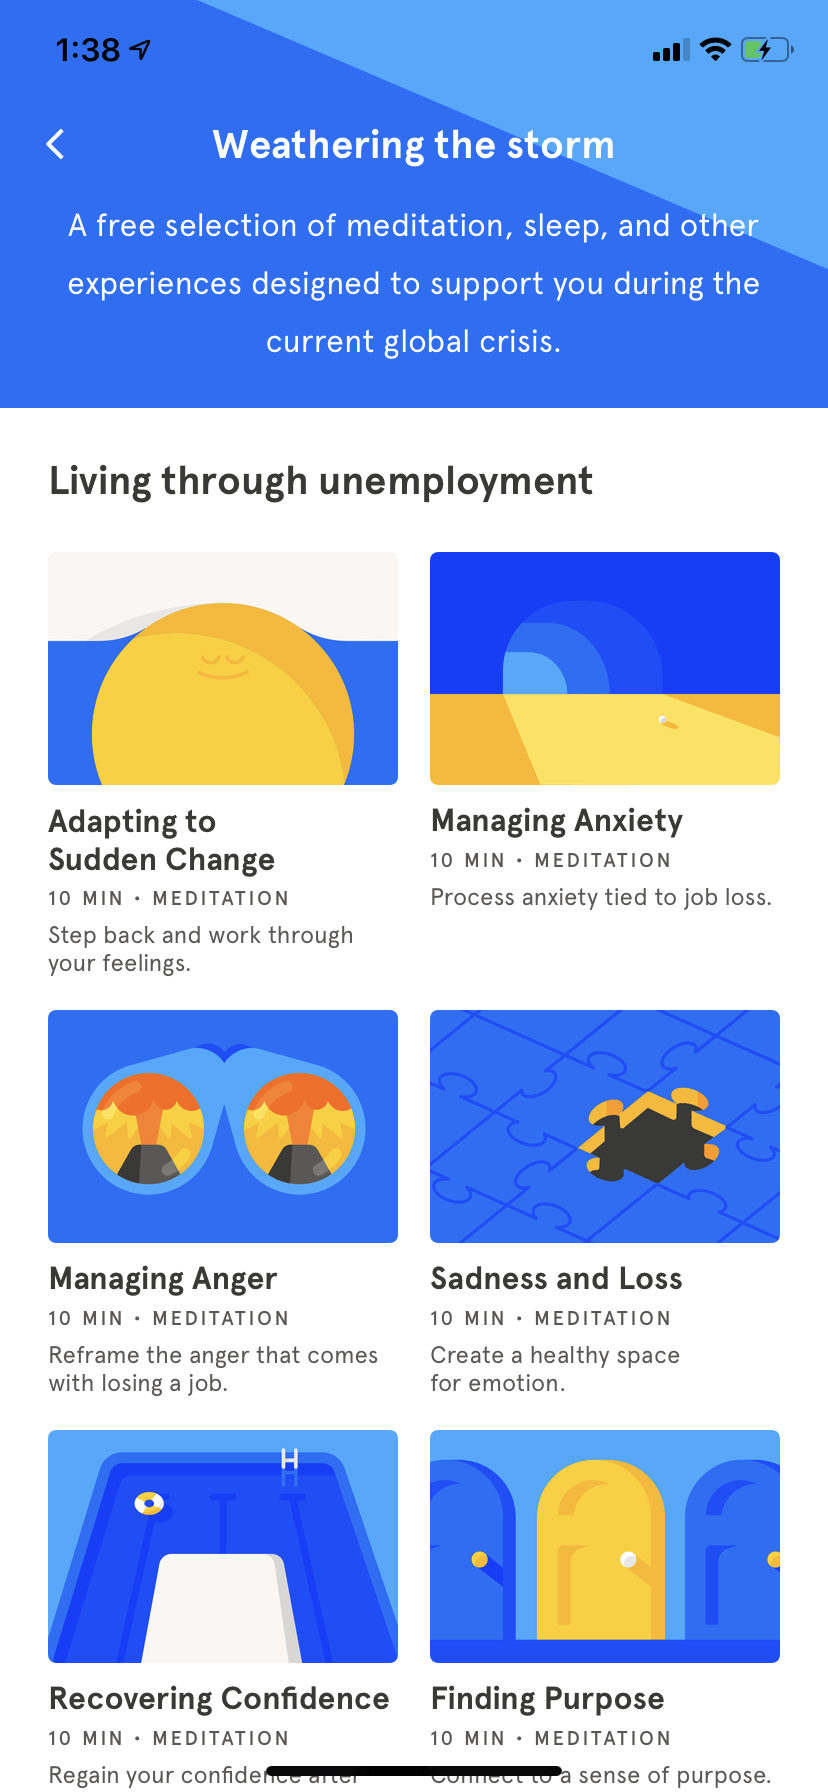 1:38
Weathering the storm
A free selection of meditation, sleep, and other
experiences designed to support you during the
current global crisis.
Living through unemployment
Adapting to
Sudden Change
10 MIN • MEDITATION
Step back and work through
your feelings.
Managing Anxiety
10 MIN • MEDITATION
Process anxiety tied to job loss.
Managing Anger
10 MIN • MEDITATION
Reframe the anger that comes
with losing a job.
Sadness and Loss
10 MIN • MEDITATION
Create a healthy space
for emotion.
Recovering Confidence
10 MIN • MEDITATION
Regain your confidence after
Finding Purpose
10 MIN • MEDITATION
Connect to a sense of purpose.